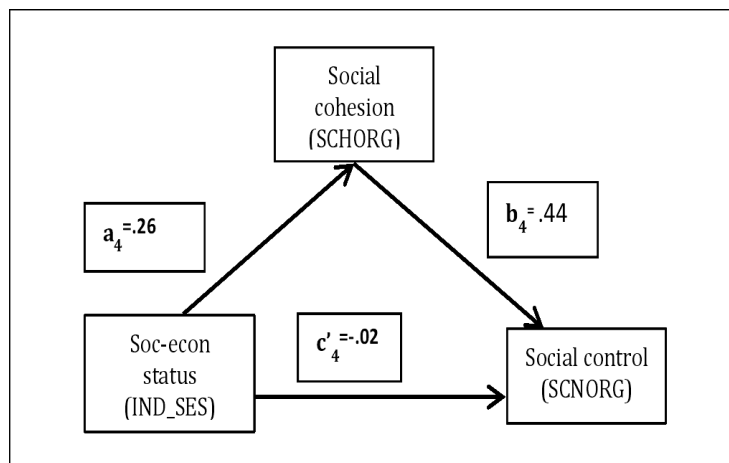 Social
cohesion
(SCHORG)
a4=.26
b4= .44
c'4=-.02
Soc-econ
status
(IND_SES)
Social control
(SCNORG)